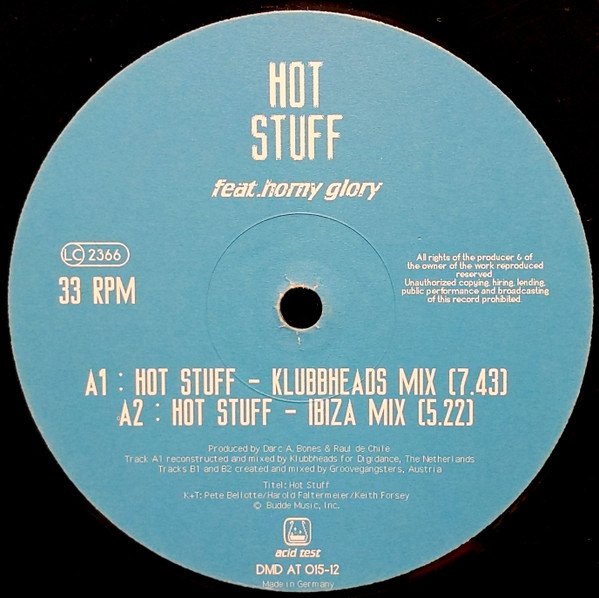 HOT
STUFF
feat.horny glory
LC 2366
33 RPM
All rights of the producer & of
the owner of the work reproduced
reserved.
Unauthorized copying, hiring, lending,
public performance and broadcasting
of this record prohibited.
A1 : HOT STUFF - KLUBBHEADS MIX (7.43)
A2 : HOT STUFF - IBIZA MIX (5.22)
Produced by Darc A. Bones & Raul de Chile
Track A1 reconstructed and mixed by Klubbheads for Digidance, The Netherlands
Tracks B1 and B2 created and mixed by Groovegangsters, Austria
Titel: Hot Stuff
K+T: Pete Bellotte/Harold Faltermeier/Keith Forsey
© Budde Music, Inc.
acid test
DMD AT 015-12
Made in Germany